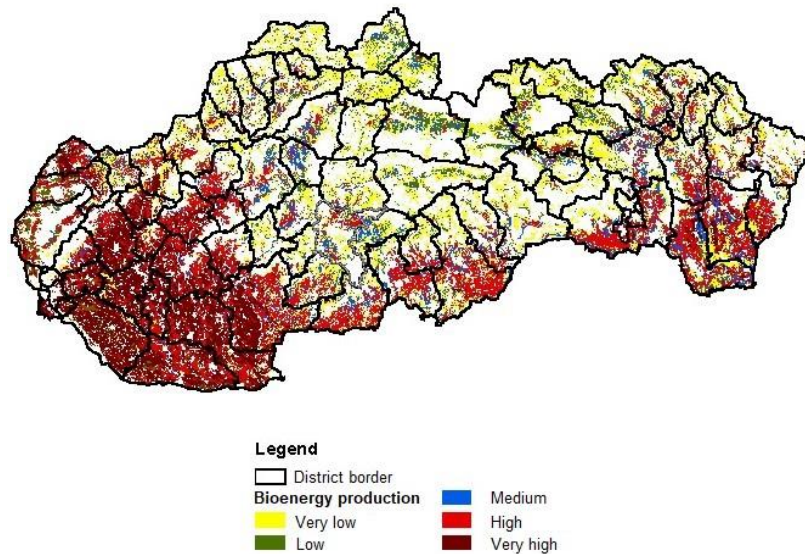 Legend
District border
Bioenergy production
Very low
Low
Medium
High
Very high